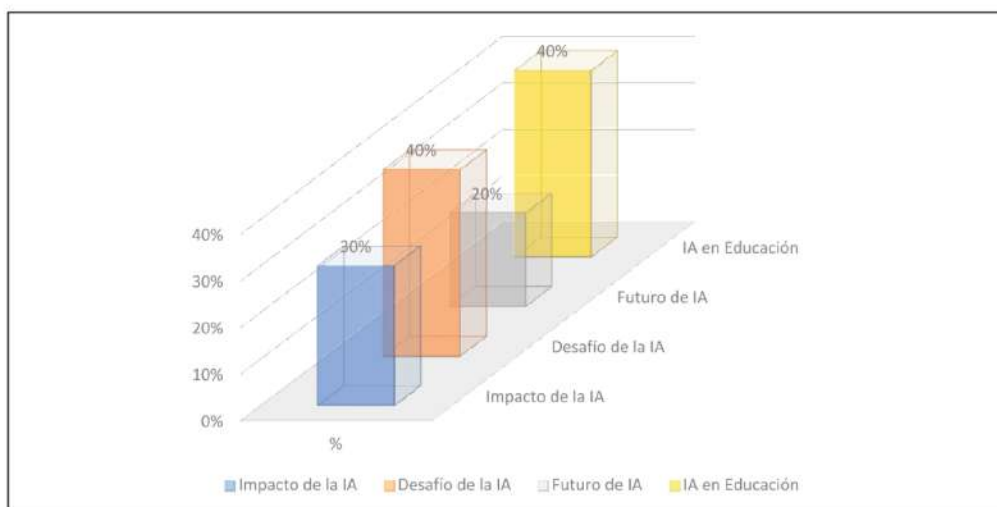 40%
40%
20%
30%
40%
30%
20%
10%
0%
IA en Educación
Futuro de IA
Desafío de la IA
Impacto de la IA
%
Impacto de la IA Desafío de la IA Futuro de IA IA en Educación